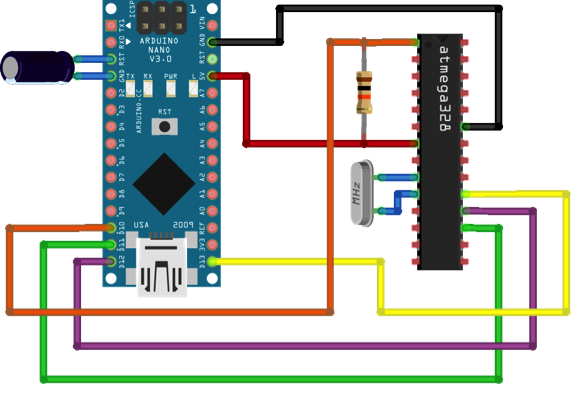 ICSP
1
TX1
RX0
RST
GND
D2
D3
D4
D5
D6
D7
D8
D9
D10
D11
D12
ARDUINO
NANO
V3.0
TX RX PWR L
RST
ARDUINO.CC
USA 2009
VIN
GND
RST
5V
A7
A6
A5
A4
A3
A2
A1
A0
REF
3V3
D13
MHz
atmega328